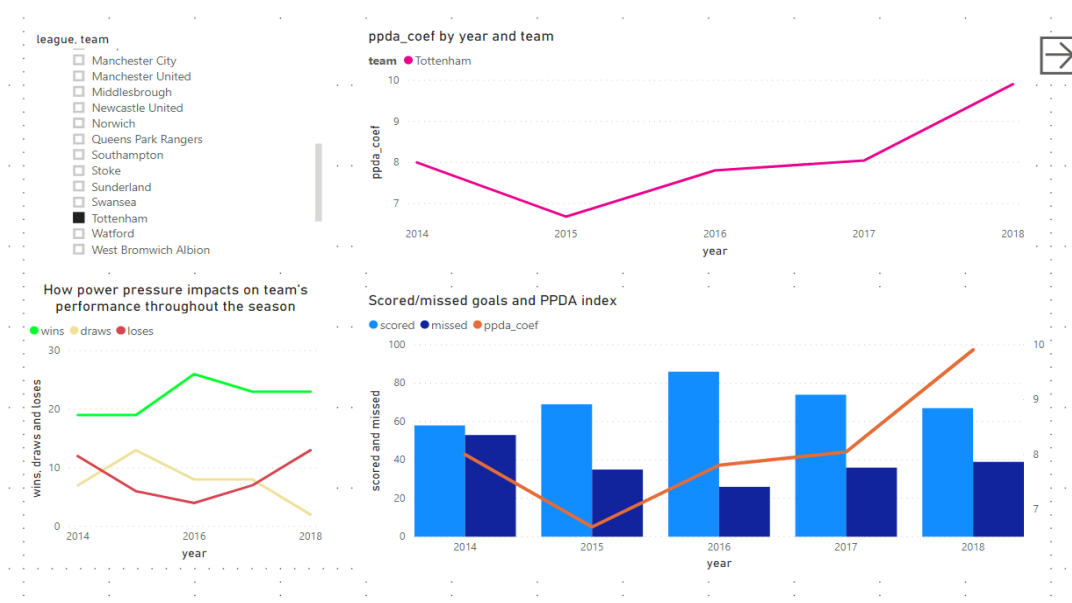 league, team
Manchester City
Manchester United
Middlesbrough
Newcastle United
Norwich
Queens Park Rangers
Southampton
Stoke
Sunderland
Swansea
Tottenham
Watford
West Bromwich Albion
ppda_coef by year and team
team Tottenham
10
9
8
7
ppda_coef
2014 2015 2016 2017 2018
year
How power pressure impacts on team's
performance throughout the season
wins draws loses
30
20
10
0
wins, draws and loses
2014 2016 2018
year
Scored/missed goals and PPDA index
scored missed ppda_coef
100
80
60
40
20
0
scored and missed
10
9
8
7
2014 2015 2016 2017 2018
year